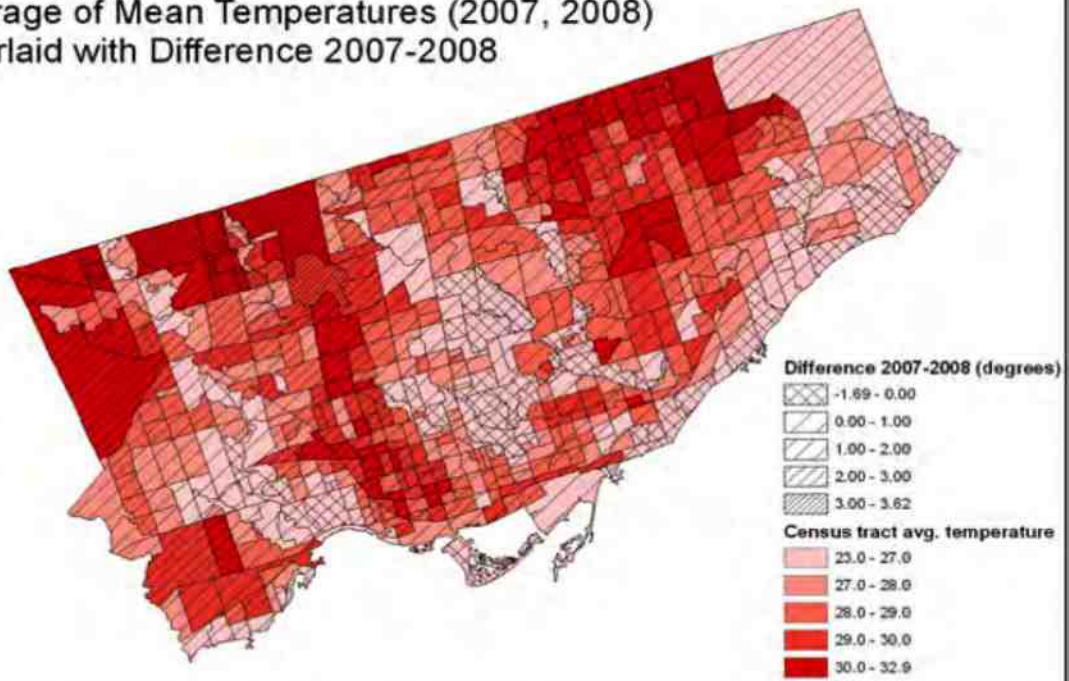 rage of Mean Temperatures (2007, 2008)
rlaid with Difference 2007-2008
Difference 2007-2008 (degrees)
-1.69 - 0.00
0.00 - 1.00
1.00 - 2.00
2.00 - 3.00
3.00 - 3.62
Census tract avg. temperature
23.0 - 27.0
27.0 - 28.0
28.0 - 29.0
29.0 - 30.0
30.0 - 32.9